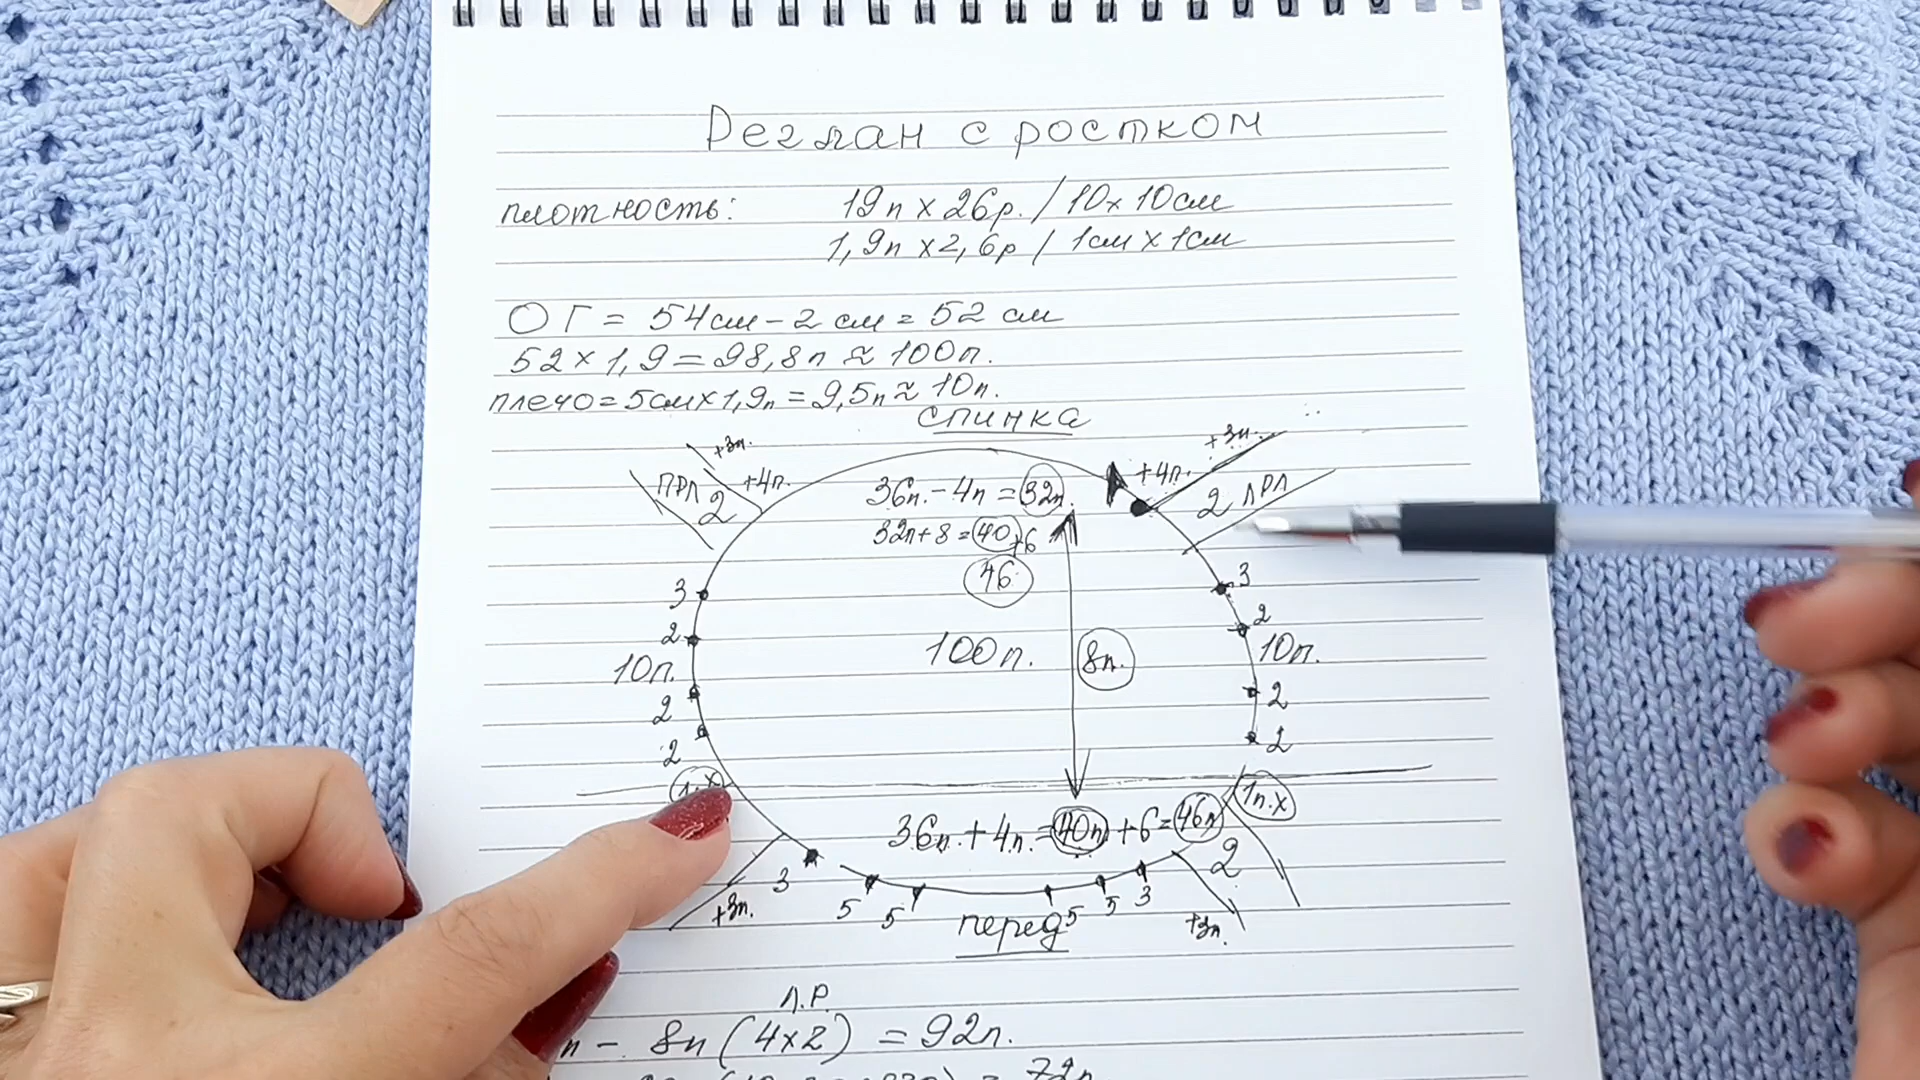 Реглан с ростком
плотность: 19п х 26р. / 10х10см
1,9п х 2,6р / 1см х 1см
ОГ = 54см - 2 см = 52 см
52 х 1,9 = 98,8п ≈ 100п.
плечо = 5см х 1,9п = 9,5п ≈ 10п.
спинка
+3п. +3п.
ПРЛ 2 +4п. 36п. - 4п = 32п. +4п. 2 ЛРЛ
32п + 8 = 40 +6
46
3 3
2 2
10п. 100п. 8п. 10п.
2 2
2 2
1п.х
36п. + 4п. = 40п + 6 = 46п 2
3 5 5 5 5 3
+3п. перед +3п.
Л.Р
п - 8п (4х2) = 92п.
= 72п